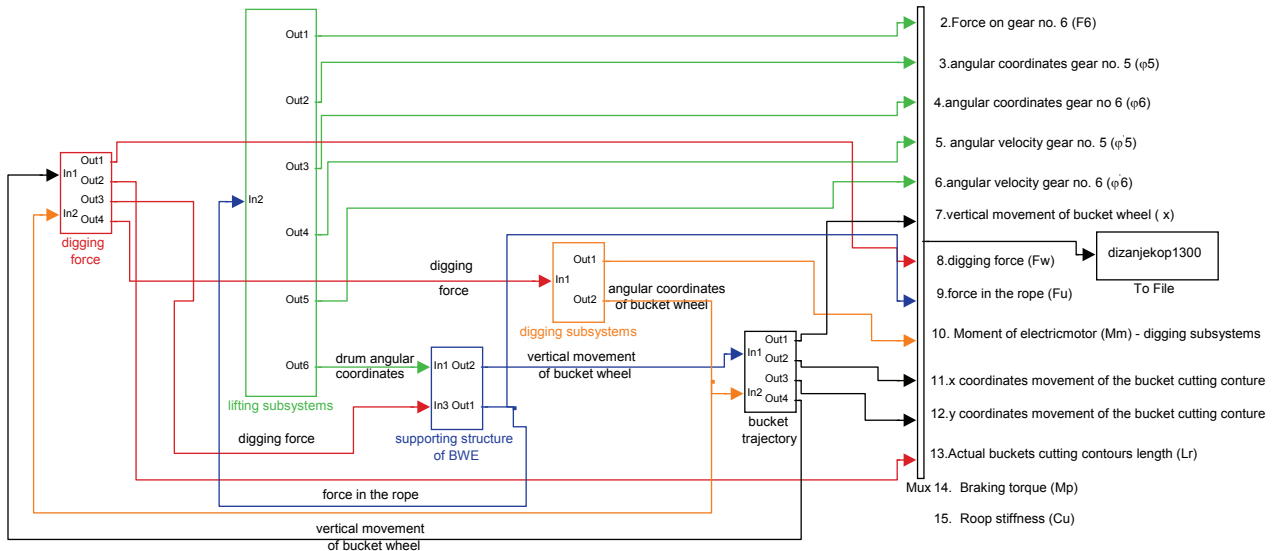 Out1
Out2
Out3
Out4
Out5
Out6
In2
lifting subsystems
In1
In2
Out1
Out2
Out3
Out4
digging
force
digging
force
In1
Out1
Out2
digging subsystems
angular coordinates
of bucket wheel
drum angular
coordinates
In1 Out2
In3 Out1
supporting structure
of BWE
vertical movement
of bucket wheel
In1
In2
Out1
Out2
Out3
Out4
bucket
trajectory
digging force
force in the rope
vertical movement
of bucket wheel
2.Force on gear no. 6 (F6)
3.angular coordinates gear no. 5 (φ5)
4.angular coordinates gear no 6 (φ6)
5. angular velocity gear no. 5 (φ̇5)
6.angular velocity gear no. 6 (φ̇6)
7.vertical movement of bucket wheel ( x)
8.digging force (Fw)
9.force in the rope (Fu)
10. Moment of electricmotor (Mm) - digging subsystems
11.x coordinates movement of the bucket cutting conture
12.y coordinates movement of the bucket cutting conture
13.Actual buckets cutting contours length (Lr)
Mux 14. Braking torque (Mp)
15. Roop stiffness (Cu)
dizanjekop1300
To File